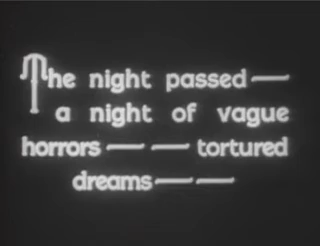 The night passed —
a night of vague
horrors — — tortured
dreams — —